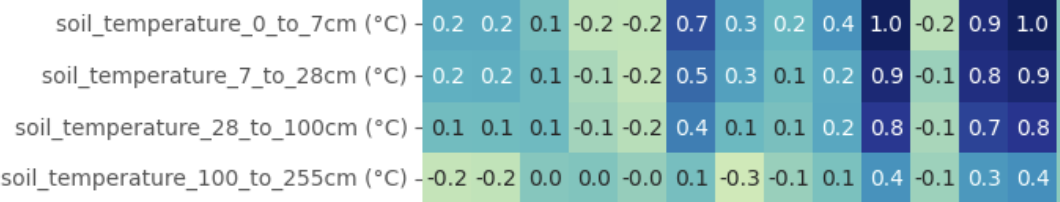 soil_temperature_0_to_7cm (°C) 0.2 0.2 0.1 -0.2 -0.2 0.7 0.3 0.2 0.4 1.0 -0.2 0.9 1.0
soil_temperature_7_to_28cm (°C) 0.2 0.2 0.1 -0.1 -0.2 0.5 0.3 0.1 0.2 0.9 -0.1 0.8 0.9
soil_temperature_28_to_100cm (°C) 0.1 0.1 0.1 -0.1 -0.2 0.4 0.1 0.1 0.2 0.8 -0.1 0.7 0.8
soil_temperature_100_to_255cm (°C) -0.2 -0.2 0.0 0.0 -0.0 0.1 -0.3 -0.1 0.1 0.4 -0.1 0.3 0.4